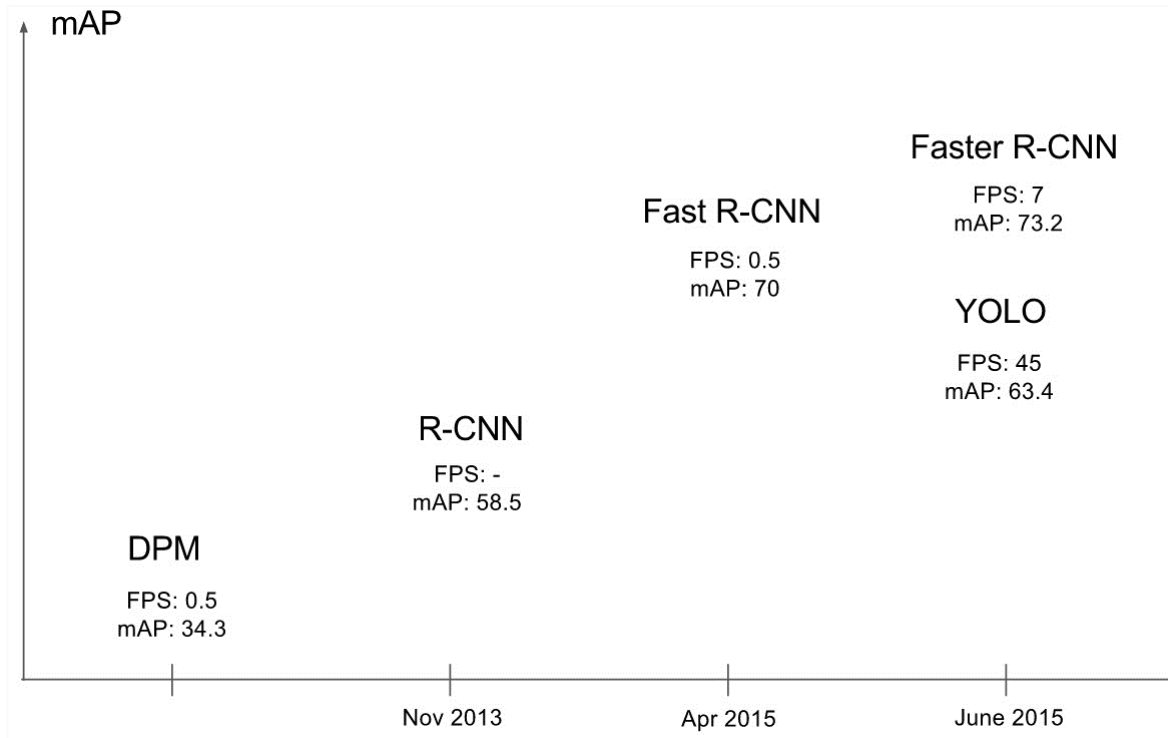 mAP
Faster R-CNN
FPS: 7
mAP: 73.2
Fast R-CNN
FPS: 0.5
mAP: 70
YOLO
FPS: 45
mAP: 63.4
R-CNN
FPS: -
mAP: 58.5
DPM
FPS: 0.5
mAP: 34.3
Nov 2013
Apr 2015
June 2015